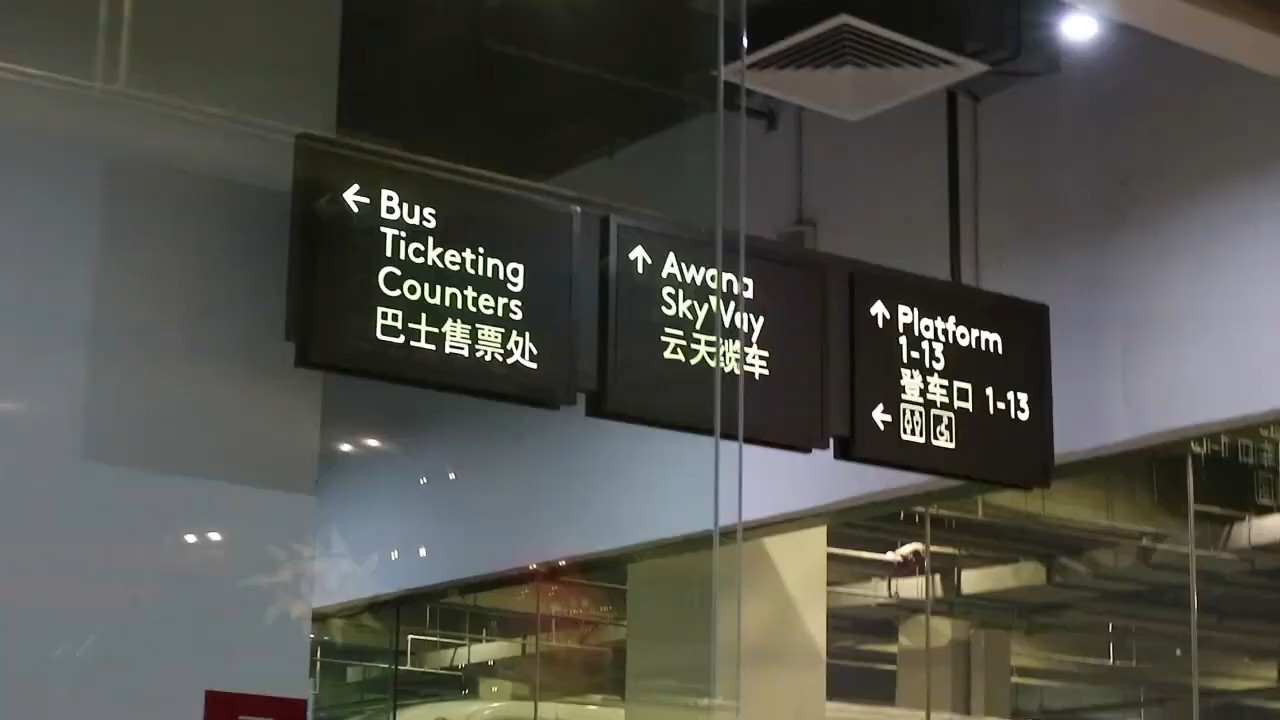 ← Bus
Ticketing
Counters
巴士售票处
↑ Awana
SkyWay
云天缆车
↑ Platform
1-13
登车口 1-13
←